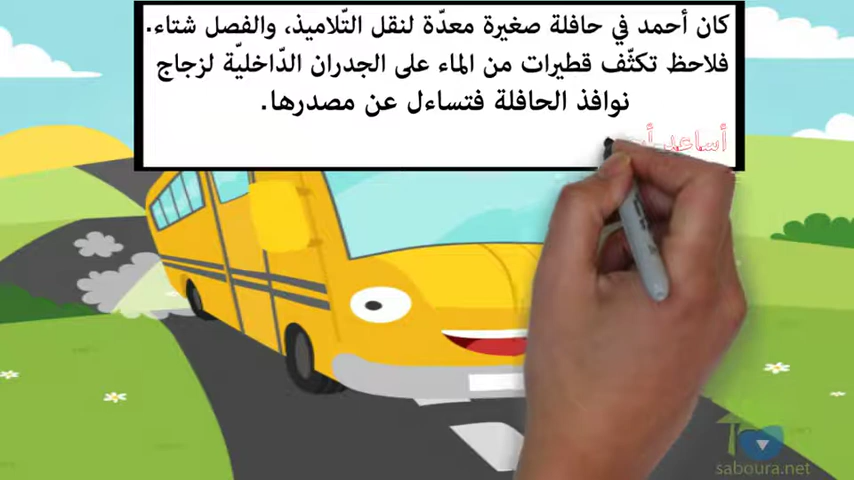 كان أحمد في حافلة صغيرة معدّة لنقل التّلاميذ، والفصل شتاء.
فلاحظ تكثّف قطيرات من الماء على الجدران الدّاخليّة لزجاج
نوافذ الحافلة فتساءل عن مصدرها.
أساعد
saboura.net